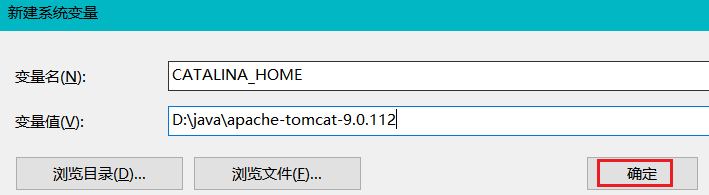 新建系统变量
变量名(N):
CATALINA_HOME
变量值(V):
D:\java\apache-tomcat-9.0.112
浏览目录(D)...
浏览文件(F)...
确定